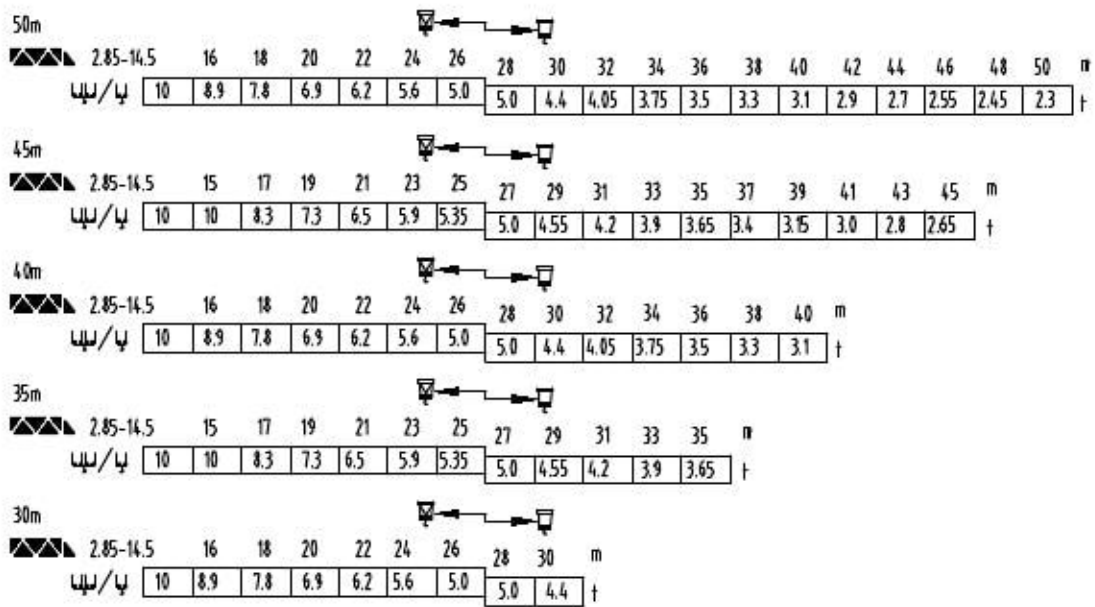 50m
2.85-14.5 16 18 20 22 24 26 28 30 32 34 36 38 40 42 44 46 48 50 m
10 8.9 7.8 6.9 6.2 5.6 5.0 5.0 4.4 4.05 3.75 3.5 3.3 3.1 2.9 2.7 2.55 2.45 2.3 t
45m
2.85-14.5 15 17 19 21 23 25 27 29 31 33 35 37 39 41 43 45 m
10 10 8.3 7.3 6.5 5.9 5.35 5.0 4.55 4.2 3.9 3.65 3.4 3.15 3.0 2.8 2.65 t
40m
2.85-14.5 16 18 20 22 24 26 28 30 32 34 36 38 40 m
10 8.9 7.8 6.9 6.2 5.6 5.0 5.0 4.4 4.05 3.75 3.5 3.3 3.1 t
35m
2.85-14.5 15 17 19 21 23 25 27 29 31 33 35 m
10 10 8.3 7.3 6.5 5.9 5.35 5.0 4.55 4.2 3.9 3.65 t
30m
2.85-14.5 16 18 20 22 24 26 28 30 m
10 8.9 7.8 6.9 6.2 5.6 5.0 5.0 4.4 t